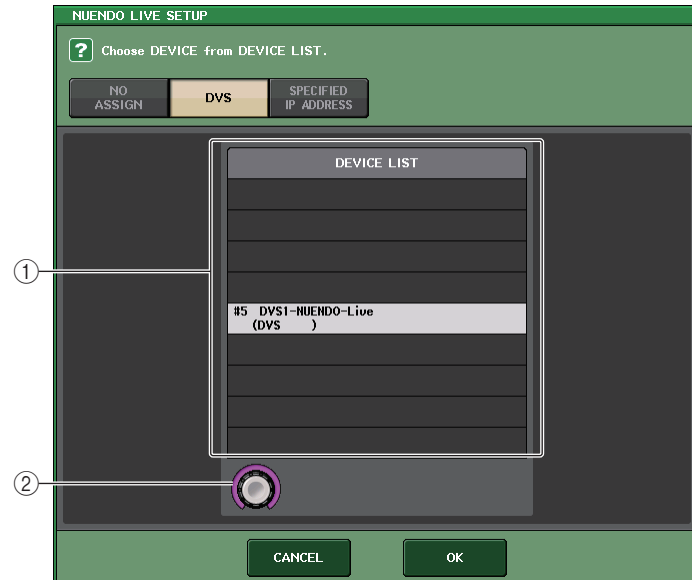 NUENDO LIVE SETUP
? Choose DEVICE from DEVICE LIST.
NO ASSIGN
DVS
SPECIFIED IP ADDRESS
DEVICE LIST
1
#5 DVS1-NUENDO-Live
(DVS )
2
CANCEL
OK